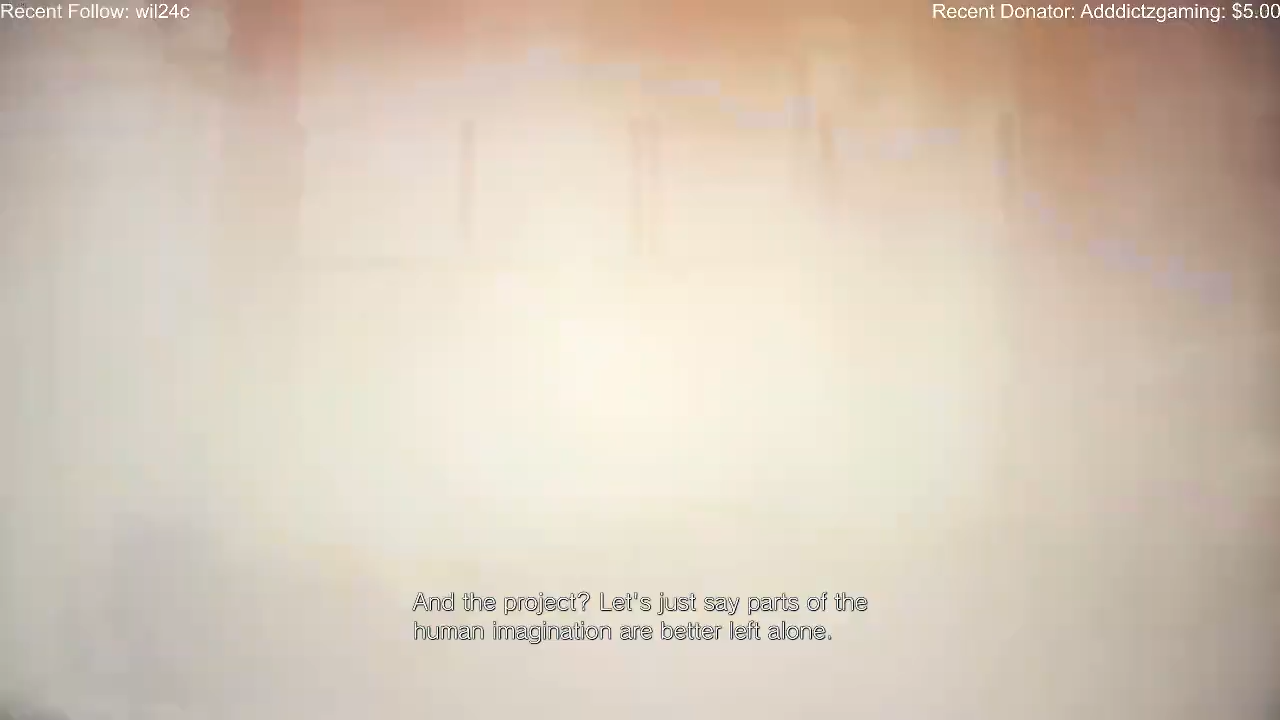 Recent Follow: wil24c
Recent Donator: Adddictzgaming: $5.00
And the project? Let's just say parts of the
human imagination are better left alone.